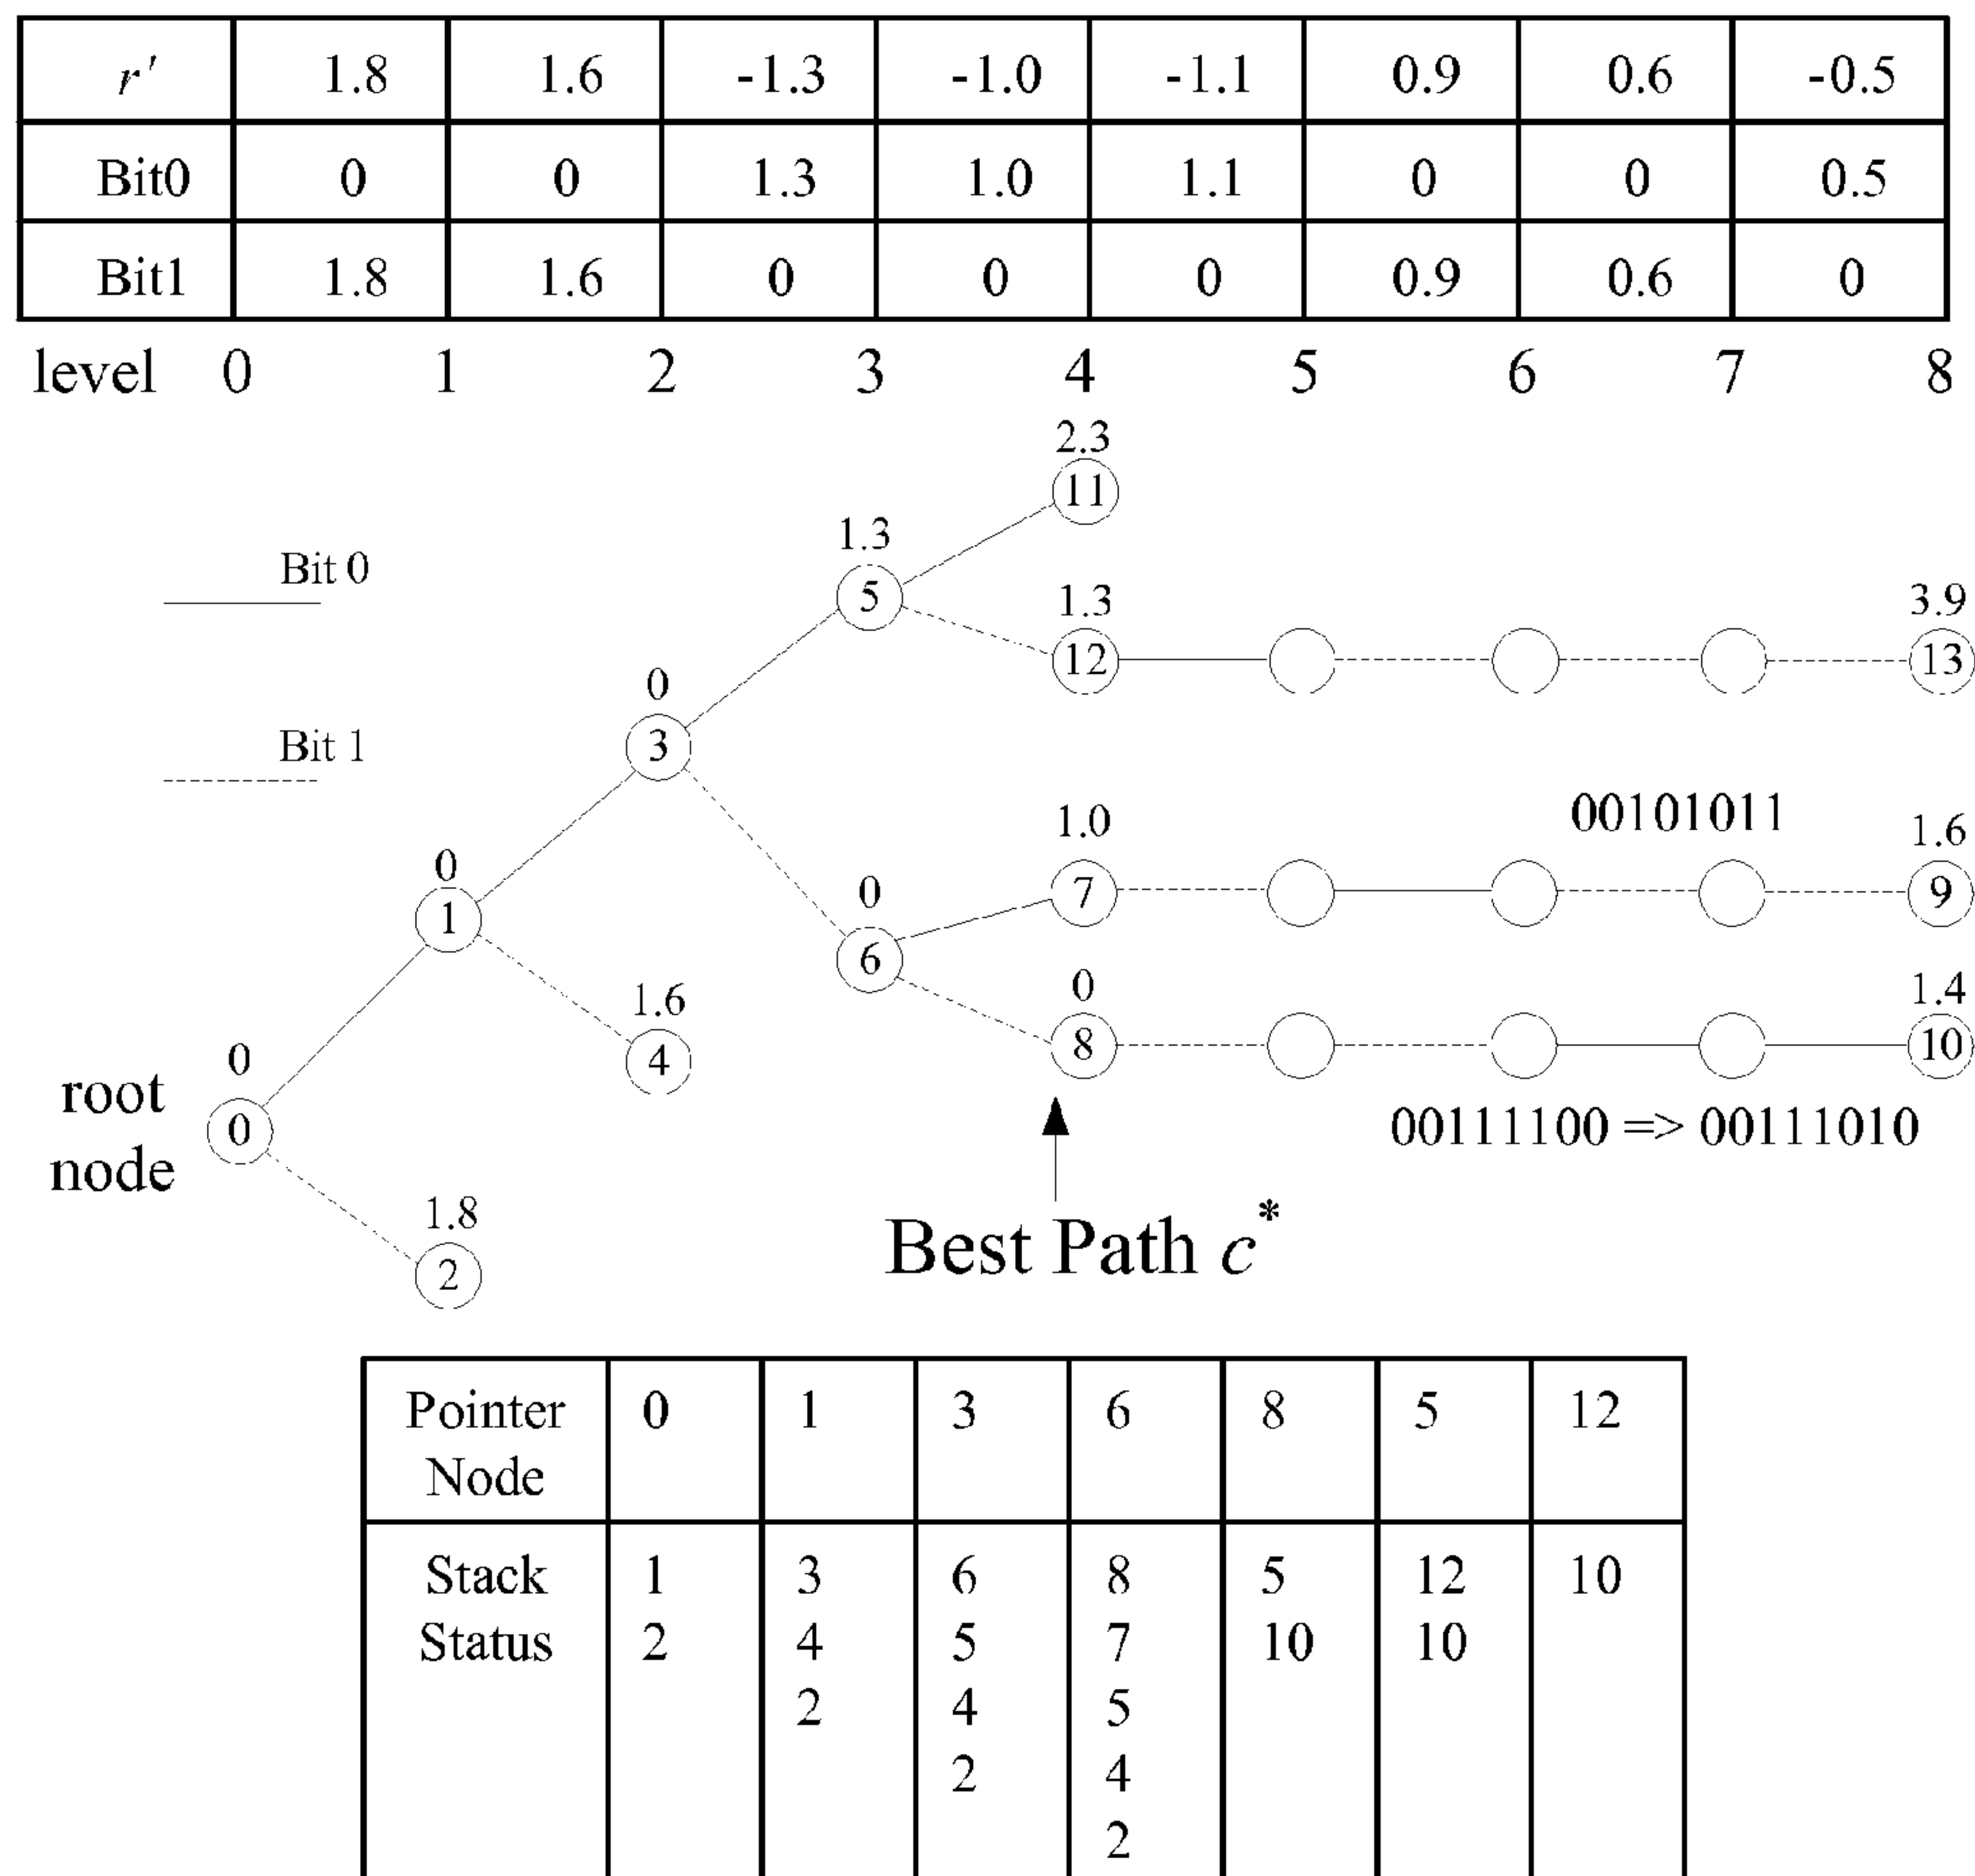 r' 1.8 1.6 -1.3 -1.0 -1.1 0.9 0.6 -0.5
Bit0 0 0 1.3 1.0 1.1 0 0 0.5
Bit1 1.8 1.6 0 0 0 0.9 0.6 0
level 0 1 2 3 4 5 6 7 8
2.3
11
1.3
5
Bit 0
1.3
12
3.9
13
0
3
Bit 1
00101011
1.0
7
1.6
9
0
1
0
6
1.6
4
0
8
1.4
10
0
0
root
node
00111100 => 00111010
1.8
2
Best Path c*
Pointer
Node
0 1 3 6 8 5 12
Stack
Status
1 3 6 8 5 12 10
2 4 5 7 10 10
2 4 5
2 4
2